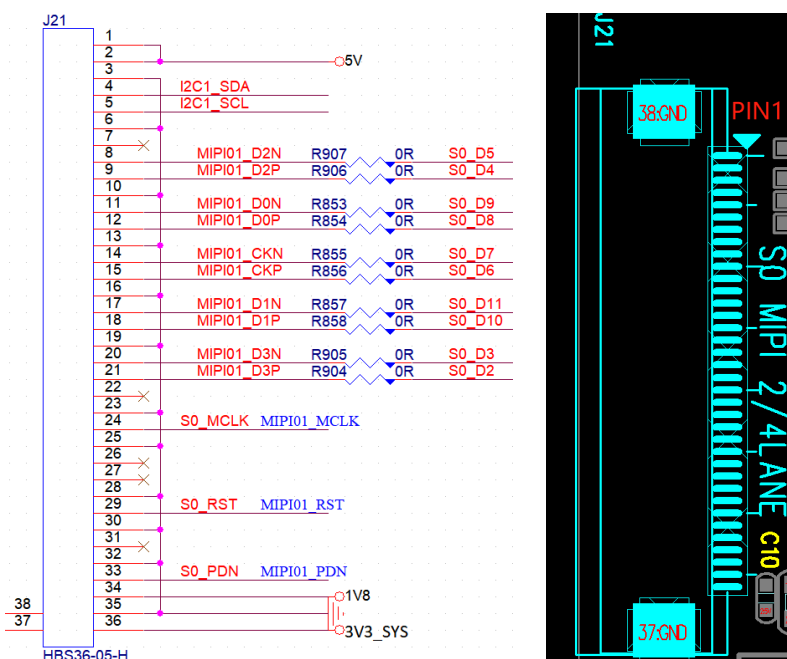 J21
1
2
5V
3
4 I2C1_SDA
5 I2C1_SCL
6
7
8 MIPI01_D2N R907 0R S0_D5
9 MIPI01_D2P R906 0R S0_D4
10
11 MIPI01_D0N R853 0R S0_D9
12 MIPI01_D0P R854 0R S0_D8
13
14 MIPI01_CKN R855 0R S0_D7
15 MIPI01_CKP R856 0R S0_D6
16
17 MIPI01_D1N R857 0R S0_D11
18 MIPI01_D1P R858 0R S0_D10
19
20 MIPI01_D3N R905 0R S0_D3
21 MIPI01_D3P R904 0R S0_D2
22
23
24 S0_MCLK MIPI01_MCLK
25
26
27
28
29 S0_RST MIPI01_RST
30
31
32
33 S0_PDN MIPI01_PDN
34 1V8
38 35
37 36 3V3_SYS
HBS36-05-H
J21
38:GND
PIN1
S0 MIPI 2/4LANE
C10
37:GND